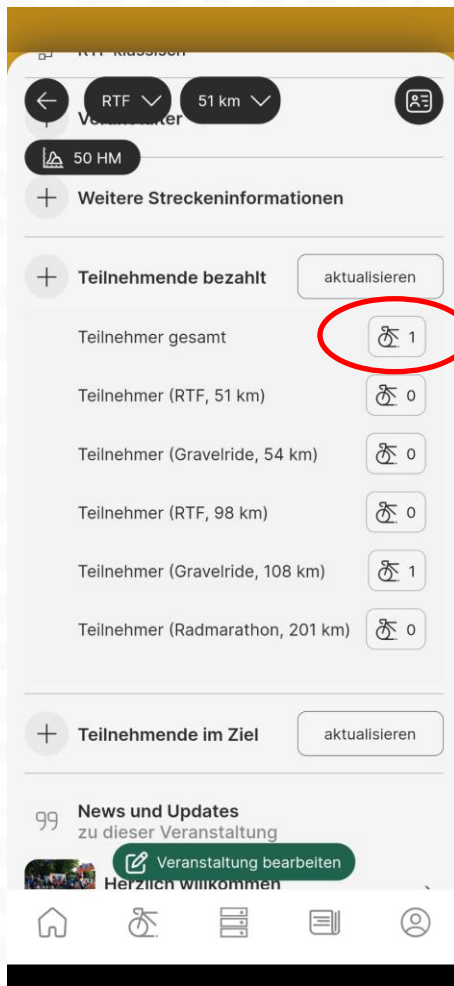 RTF klassisch
RTF
51 km
Veranstalter
50 HM
Weitere Streckeninformationen
Teilnehmende bezahlt
aktualisieren
Teilnehmer gesamt
1
Teilnehmer (RTF, 51 km)
0
Teilnehmer (Gravelride, 54 km)
0
Teilnehmer (RTF, 98 km)
0
Teilnehmer (Gravelride, 108 km)
1
Teilnehmer (Radmarathon, 201 km)
0
Teilnehmende im Ziel
aktualisieren
News und Updates
zu dieser Veranstaltung
Veranstaltung bearbeiten
Herzlich willkommen